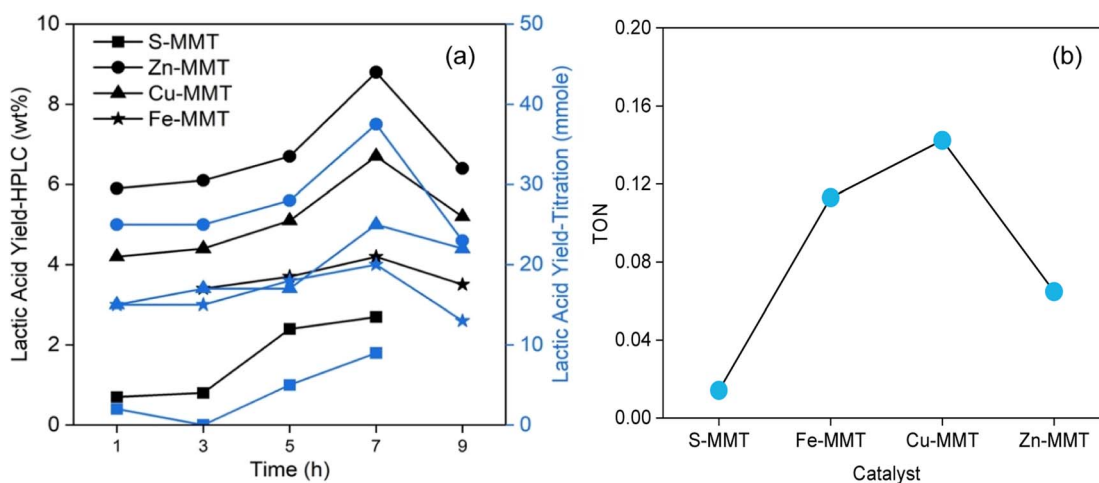 (a)
S-MMT
Zn-MMT
Cu-MMT
Fe-MMT
Lactic Acid Yield-HPLC (wt%)
10
8
6
4
2
0
Lactic Acid Yield-Titration (mmole)
50
40
30
20
10
0
1 3 5 7 9
Time (h)
(b)
TON
0.20
0.16
0.12
0.08
0.04
0.00
S-MMT Fe-MMT Cu-MMT Zn-MMT
Catalyst